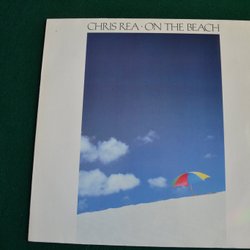 CHRIS REA · ON THE BEACH